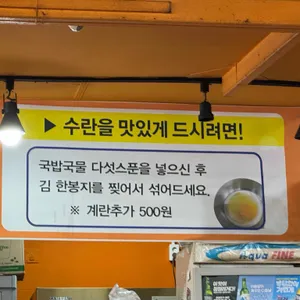 ▶ 수란을 맛있게 드시려면!
국밥국물 다섯스푼을 넣으신 후
김 한봉지를 찢어서 섞어드세요.
※ 계란추가 500원
Aqua FINE